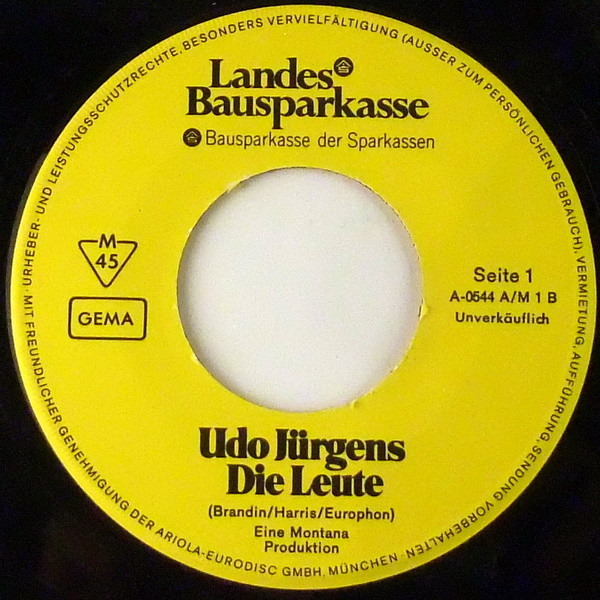 URHEBER- UND LEISTUNGSSCHUTZRECHTE, BESONDERS VERVIELFÄLTIGUNG (AUSSER ZUM PERSÖNLICHEN GEBRAUCH), VERMIETUNG, AUFFÜHRUNG, SENDUNG VORBEHALTEN · MIT FREUNDLICHER GENEHMIGUNG DER ARIOLA-EURODISC GMBH, MÜNCHEN ·
Landes
Bausparkasse
Bausparkasse der Sparkassen
M
45
GEMA
Seite 1
A-0544 A/M 1 B
Unverkäuflich
Udo Jürgens
Die Leute
(Brandin/Harris/Europhon)
Eine Montana
Produktion